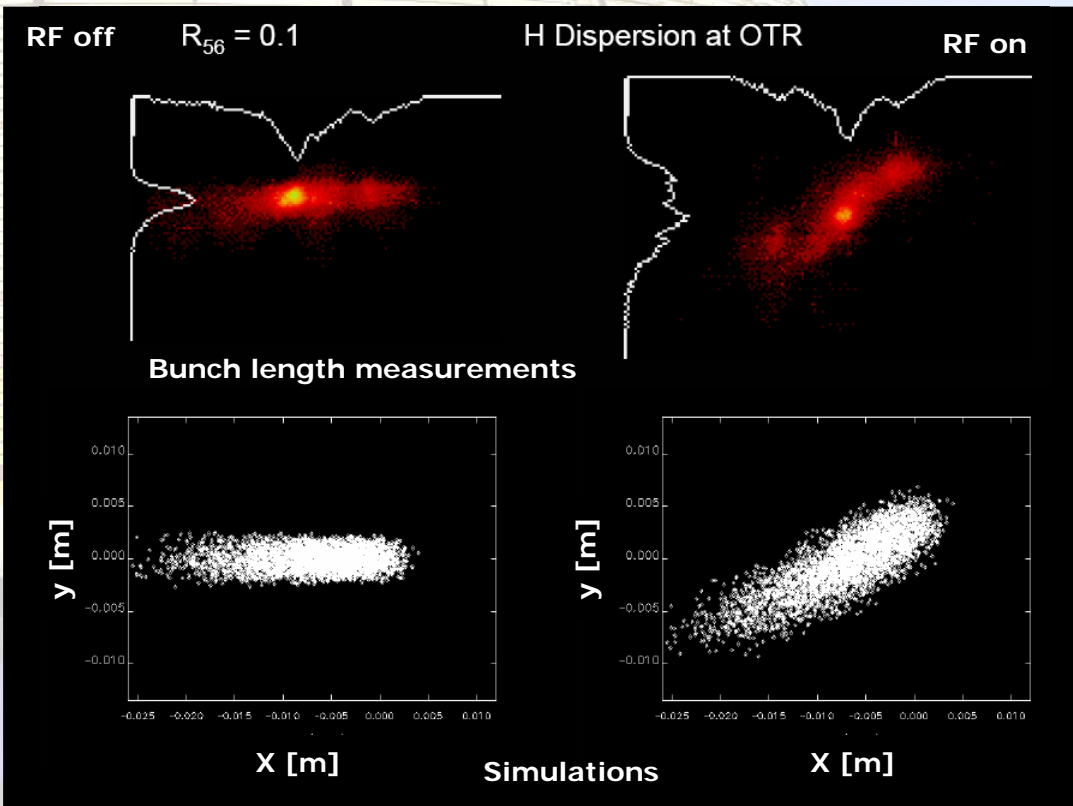 RF off
R56 = 0.1
H Dispersion at OTR
RF on
Bunch length measurements
0.010
0.005
0.000
-0.005
-0.010
y [m]
-0.025 -0.020 -0.015 -0.010 -0.005 0.000 0.005 0.010
X [m]
0.010
0.005
0.000
-0.005
-0.010
y [m]
-0.025 -0.020 -0.015 -0.010 -0.005 0.000 0.005 0.010
X [m]
Simulations